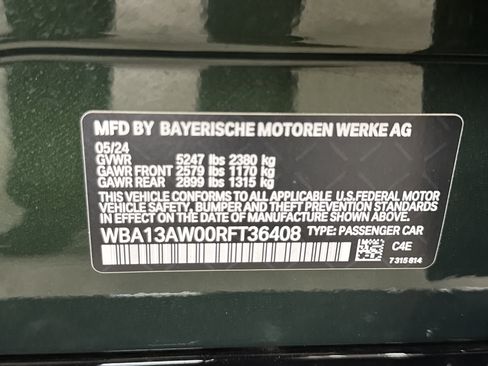 MFD BY BAYERISCHE MOTOREN WERKE AG
05/24
GVWR 5247 lbs 2380 kg
GAWR FRONT 2579 lbs 1170 kg
GAWR REAR 2899 lbs 1315 kg
THIS VEHICLE CONFORMS TO ALL APPLICABLE U.S. FEDERAL MOTOR
VEHICLE SAFETY, BUMPER, AND THEFT PREVENTION STANDARDS
IN EFFECT ON THE DATE OF MANUFACTURE SHOWN ABOVE.
WBA13AW00RFT36408 TYPE: PASSENGER CAR
C4E
7 315 814